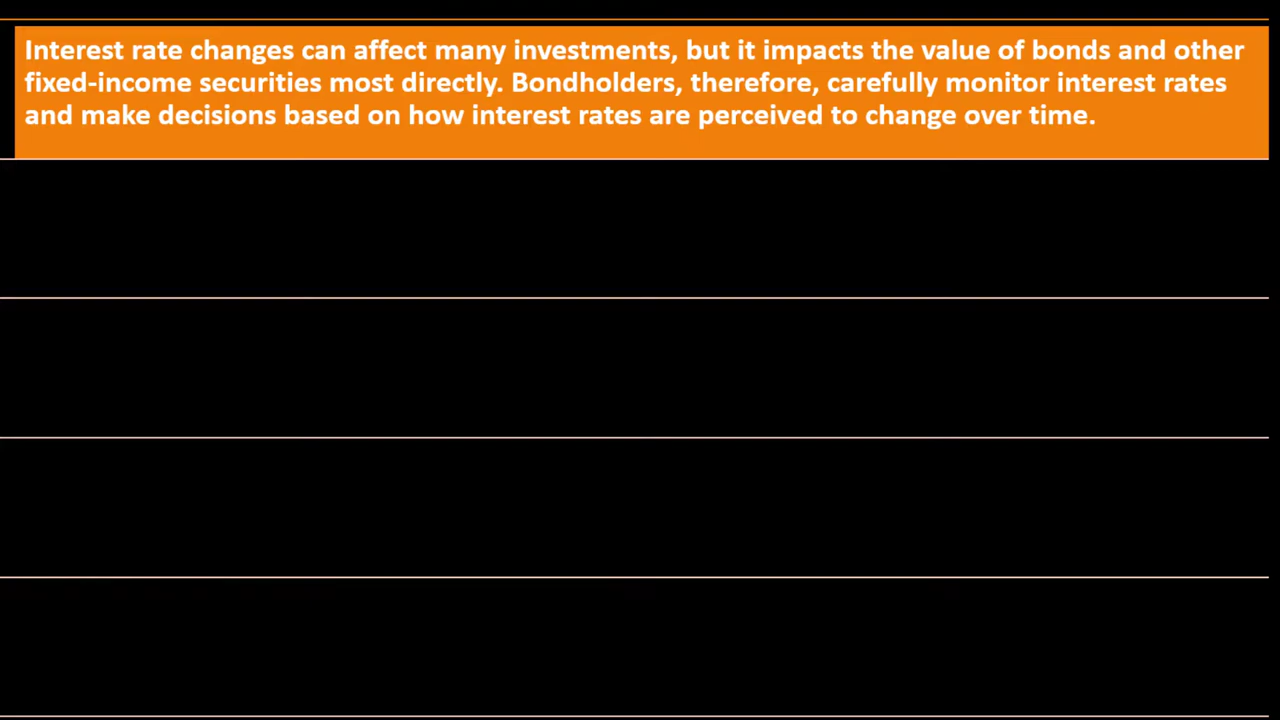 Interest rate changes can affect many investments, but it impacts the value of bonds and other
fixed-income securities most directly. Bondholders, therefore, carefully monitor interest rates
and make decisions based on how interest rates are perceived to change over time.